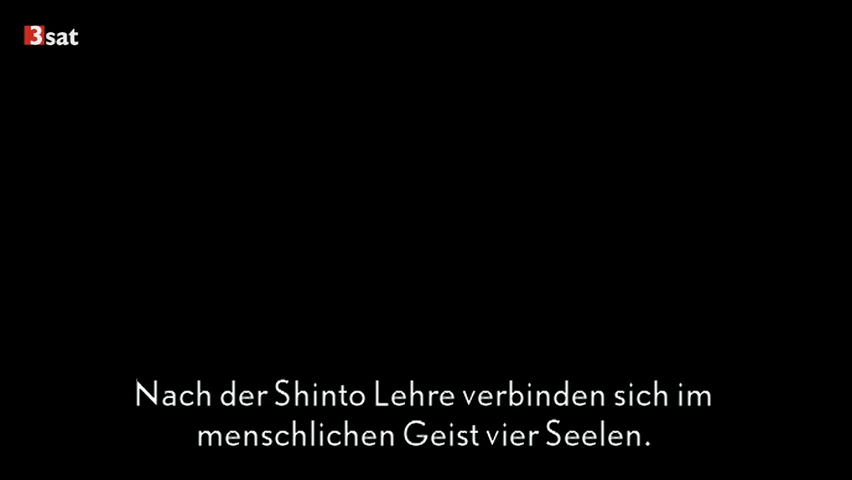 3sat
Nach der Shinto Lehre verbinden sich im
menschlichen Geist vier Seelen.